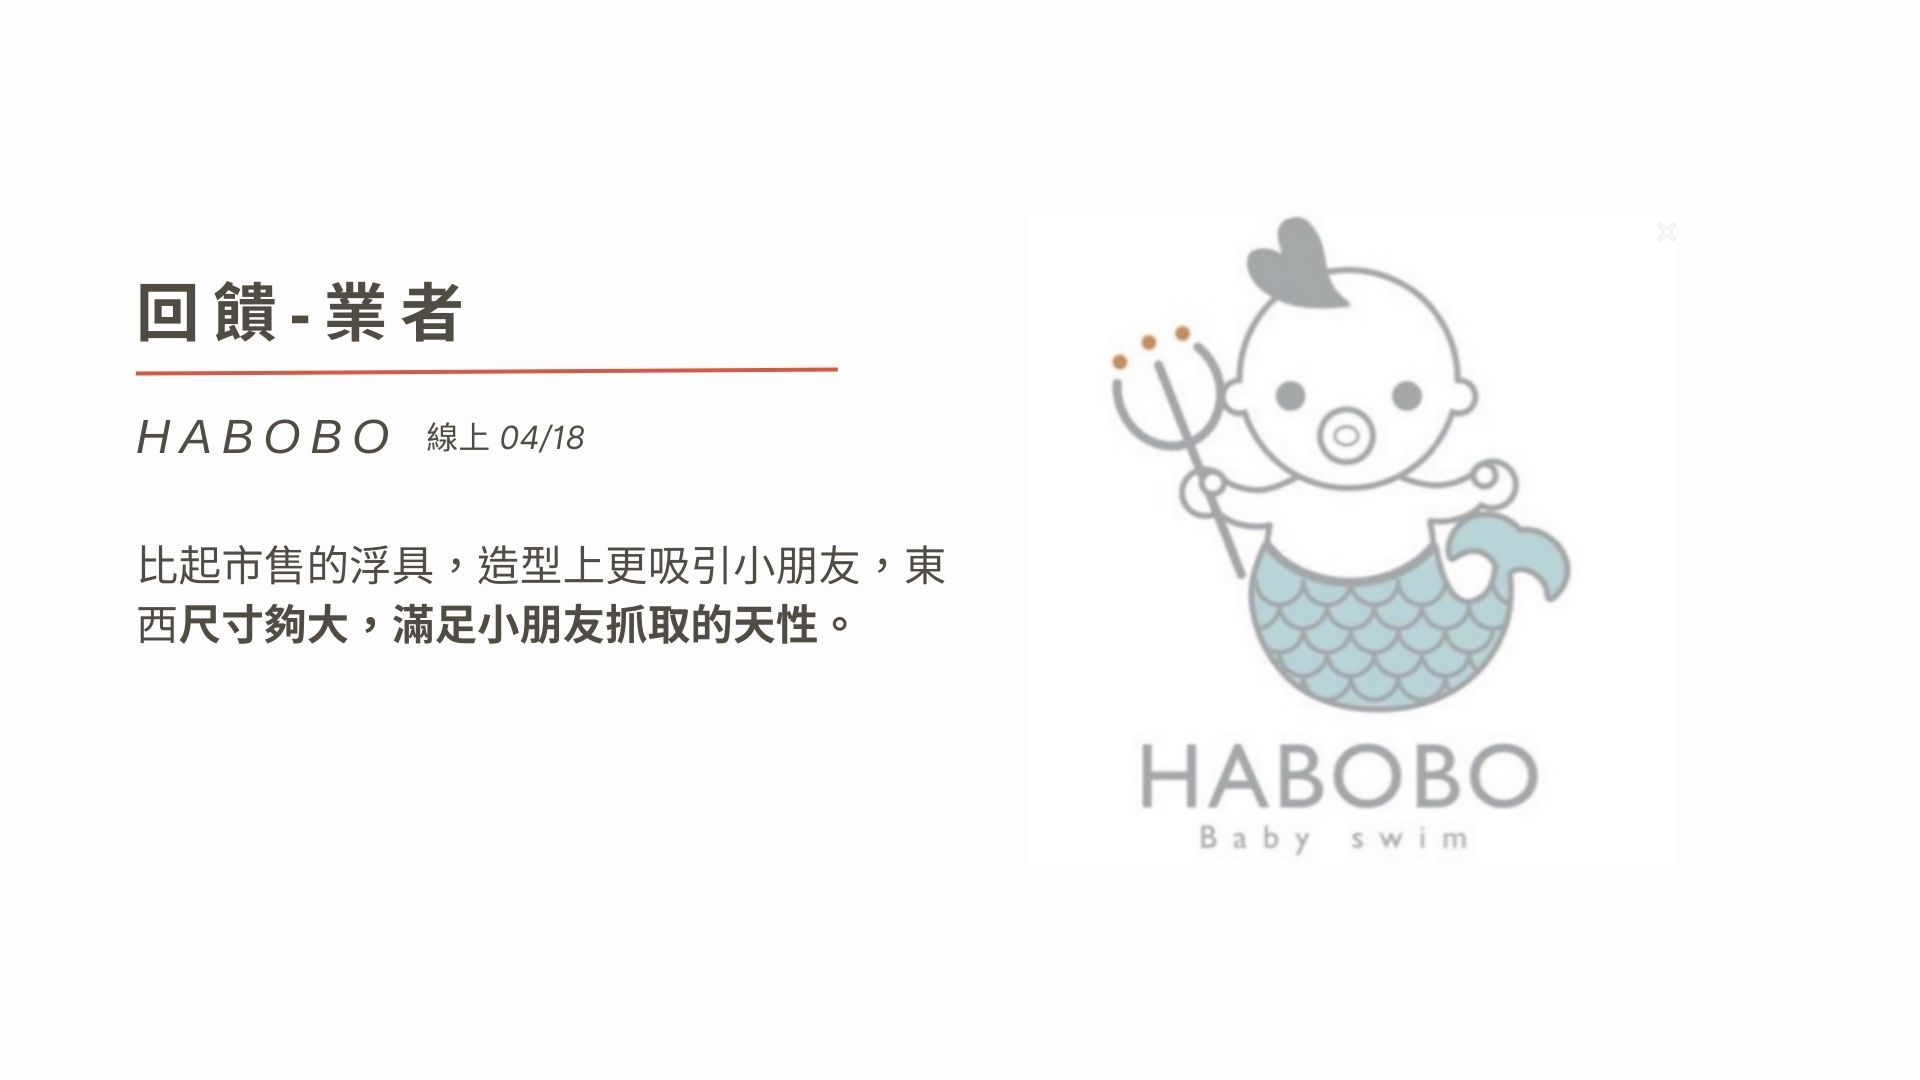 回饋-業者
HABOBO 線上 04/18
比起市售的浮具，造型上更吸引小朋友，東
西尺寸夠大，滿足小朋友抓取的天性。
HABOBO
Baby swim